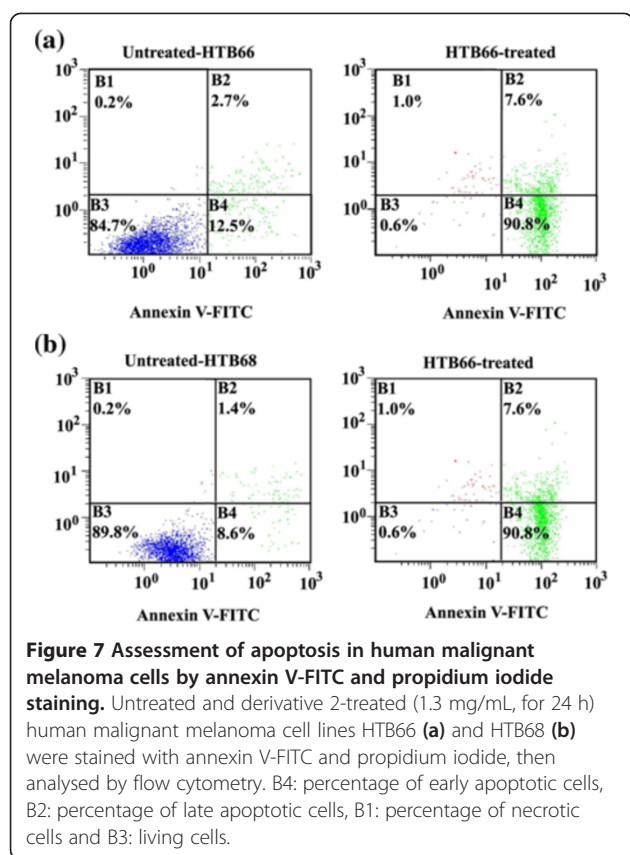 (a)
Untreated-HTB66
HTB66-treated
10³
B1
0.2%
B2
2.7%
10²
10¹
10⁰
B3
84.7%
B4
12.5%
10⁰ 10¹ 10² 10³
Annexin V-FITC
10³
B1
1.0%
B2
7.6%
10²
10¹
10⁰
B3
0.6%
B4
90.8%
10⁰ 10¹ 10² 10³
Annexin V-FITC
(b)
Untreated-HTB68
HTB66-treated
10³
B1
0.2%
B2
1.4%
10²
10¹
10⁰
B3
89.8%
B4
8.6%
10⁰ 10¹ 10² 10³
Annexin V-FITC
10³
B1
1.0%
B2
7.6%
10²
10¹
10⁰
B3
0.6%
B4
90.8%
10⁰ 10¹ 10² 10³
Annexin V-FITC
Figure 7 Assessment of apoptosis in human malignant
melanoma cells by annexin V-FITC and propidium iodide
staining. Untreated and derivative 2-treated (1.3 mg/mL, for 24 h)
human malignant melanoma cell lines HTB66 (a) and HTB68 (b)
were stained with annexin V-FITC and propidium iodide, then
analysed by flow cytometry. B4: percentage of early apoptotic cells,
B2: percentage of late apoptotic cells, B1: percentage of necrotic
cells and B3: living cells.